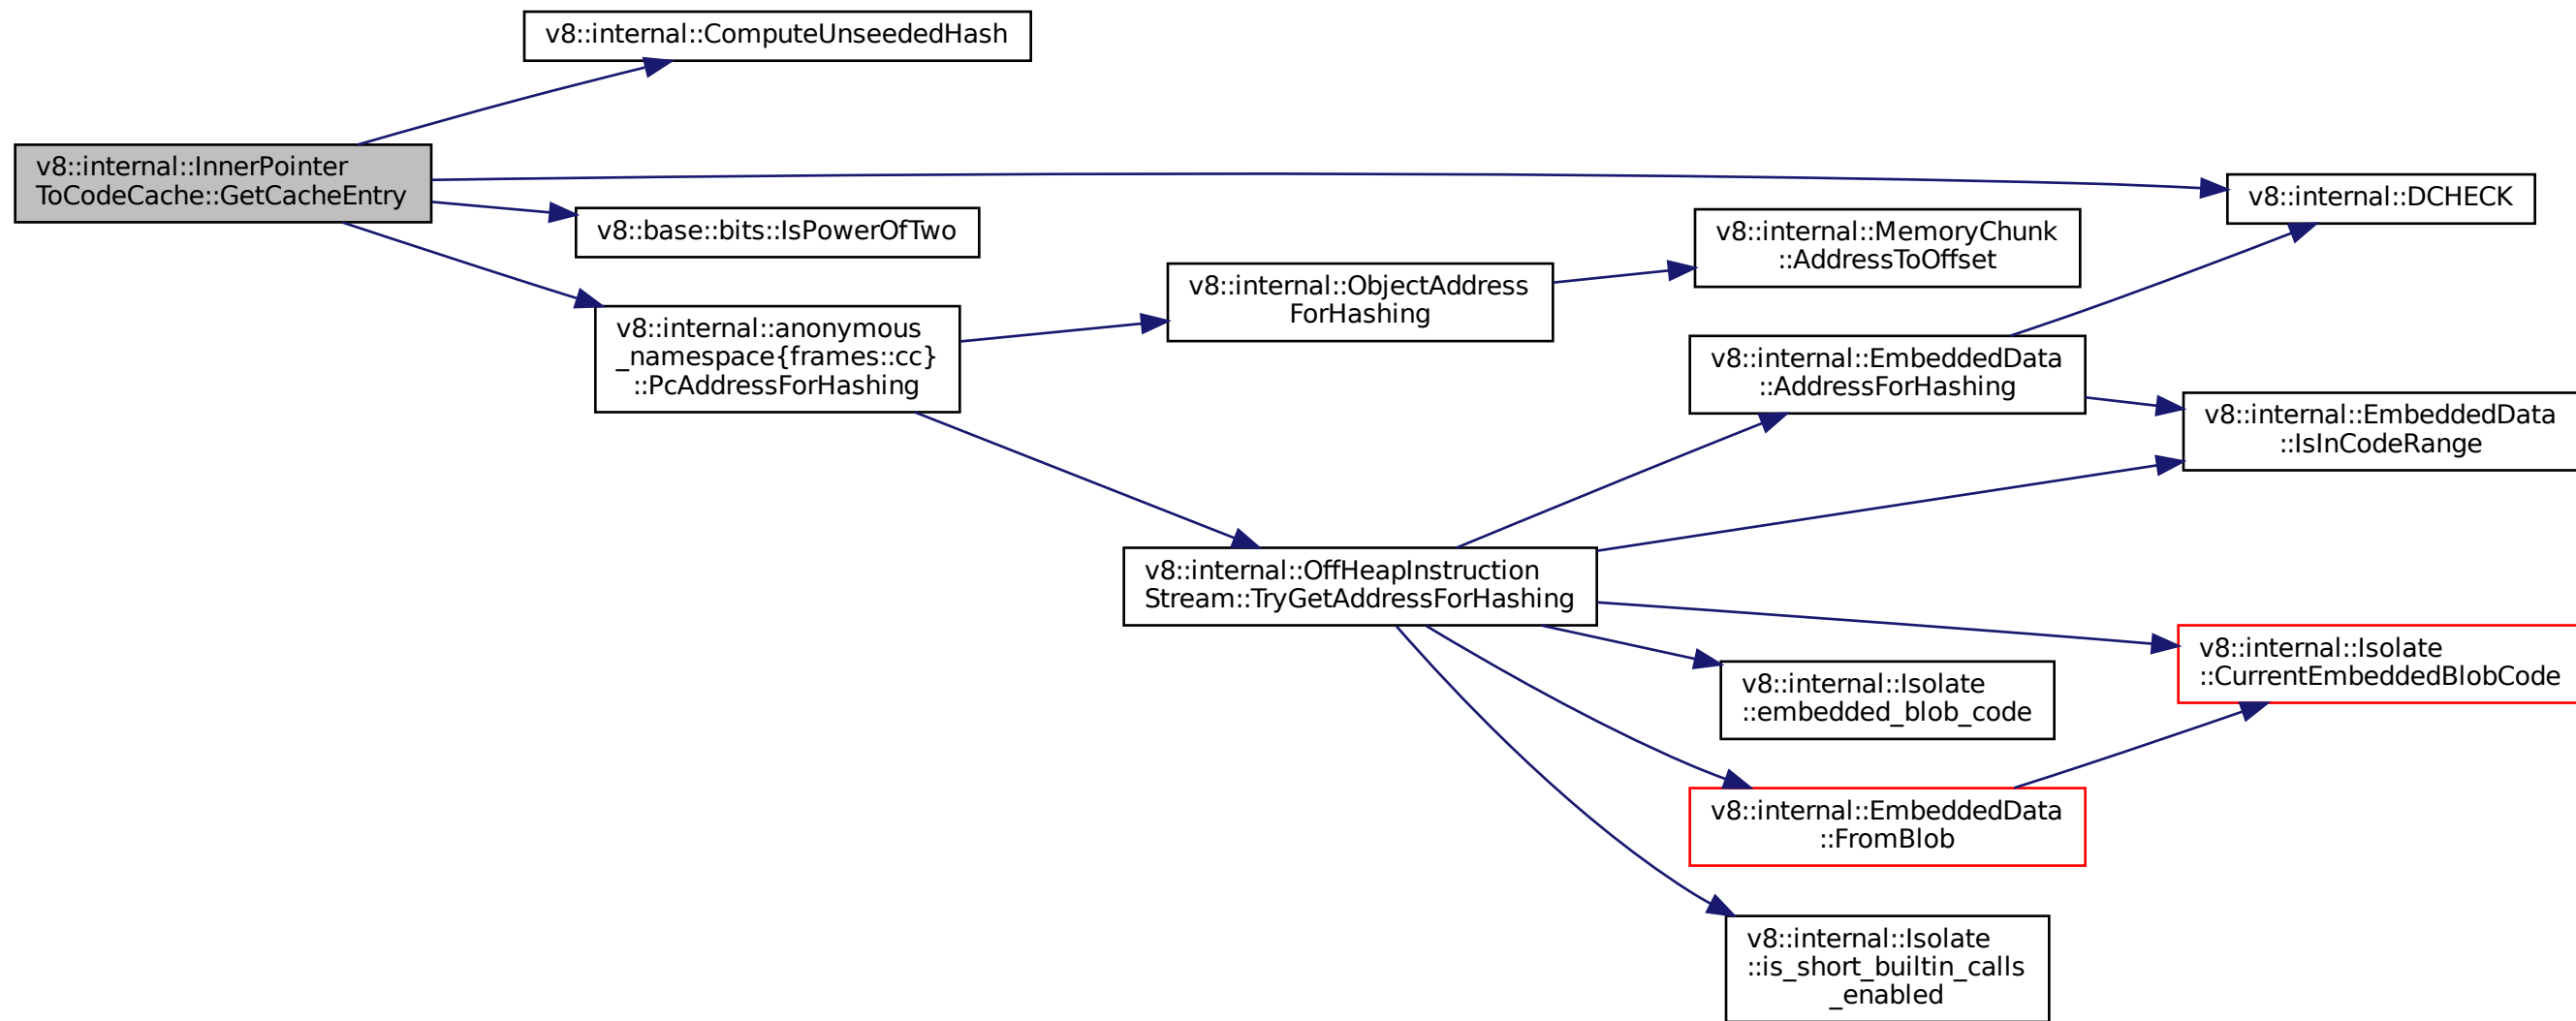 v8::internal::ComputeUnseededHash
v8::internal::InnerPointer
ToCodeCache::GetCacheEntry
v8::internal::DCHECK
v8::base::bits::IsPowerOfTwo
v8::internal::MemoryChunk
::AddressToOffset
v8::internal::ObjectAddress
ForHashing
v8::internal::anonymous
_namespace{frames::cc}
::PcAddressForHashing
v8::internal::EmbeddedData
::AddressForHashing
v8::internal::EmbeddedData
::IsInCodeRange
v8::internal::OffHeapInstruction
Stream::TryGetAddressForHashing
v8::internal::Isolate
::CurrentEmbeddedBlobCode
v8::internal::Isolate
::embedded_blob_code
v8::internal::EmbeddedData
::FromBlob
v8::internal::Isolate
::is_short_builtin_calls
_enabled